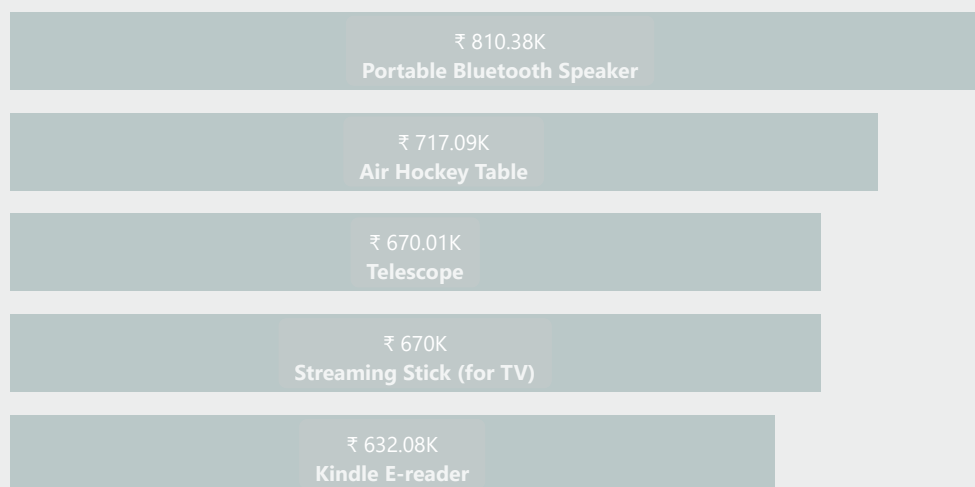 ₹ 810.38K
Portable Bluetooth Speaker
₹ 717.09K
Air Hockey Table
₹ 670.01K
Telescope
₹ 670K
Streaming Stick (for TV)
₹ 632.08K
Kindle E-reader